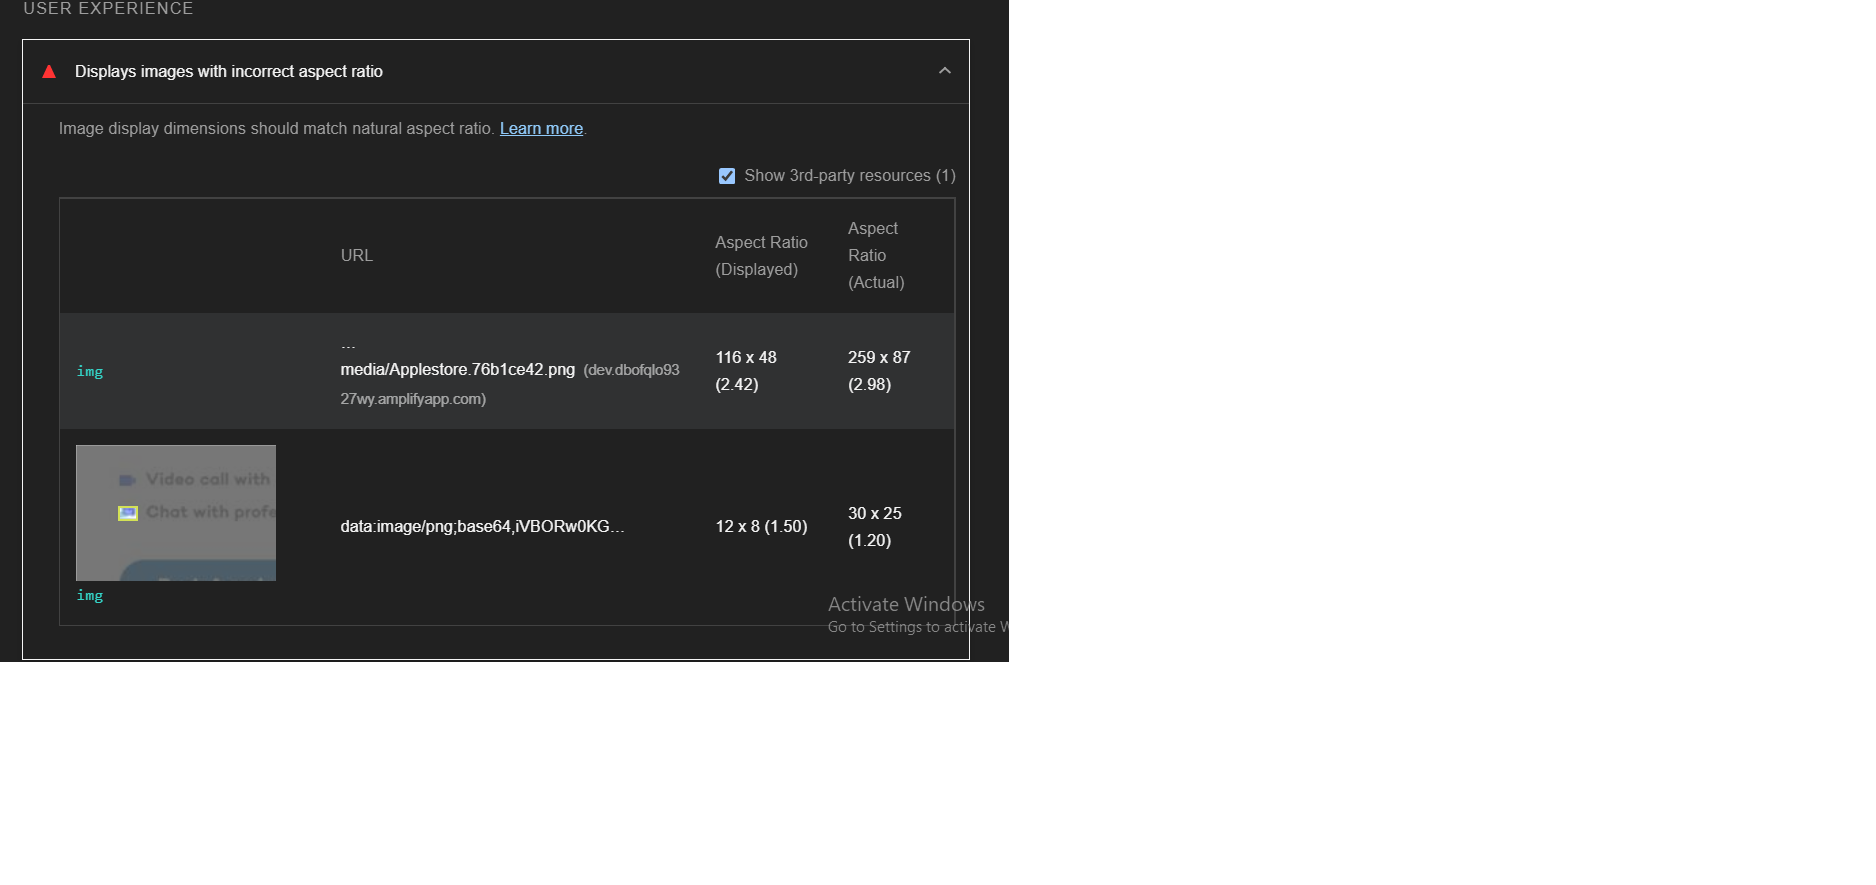 USER EXPERIENCE
Displays images with incorrect aspect ratio
Image display dimensions should match natural aspect ratio. Learn more.
Show 3rd-party resources (1)
URL
Aspect Ratio
(Displayed)
Aspect
Ratio
(Actual)
img
…
media/Applestore.76b1ce42.png (dev.dbofqlo93
27wy.amplifyapp.com)
116 x 48
(2.42)
259 x 87
(2.98)
Video call with
Chat with profe
img
data:image/png;base64,iVBORw0KG…
12 x 8 (1.50)
30 x 25
(1.20)
Activate Windows
Go to Settings to activate W